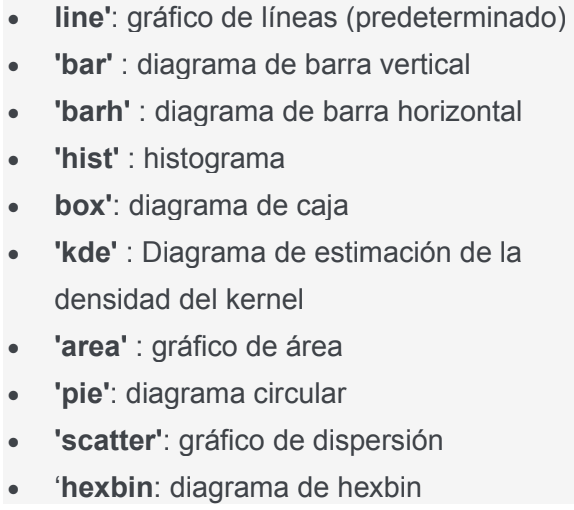 • line': gráfico de líneas (predeterminado)
• 'bar' : diagrama de barra vertical
• 'barh' : diagrama de barra horizontal
• 'hist' : histograma
• box': diagrama de caja
• 'kde' : Diagrama de estimación de la
densidad del kernel
• 'area' : gráfico de área
• 'pie': diagrama circular
• 'scatter': gráfico de dispersión
• ‘hexbin: diagrama de hexbin